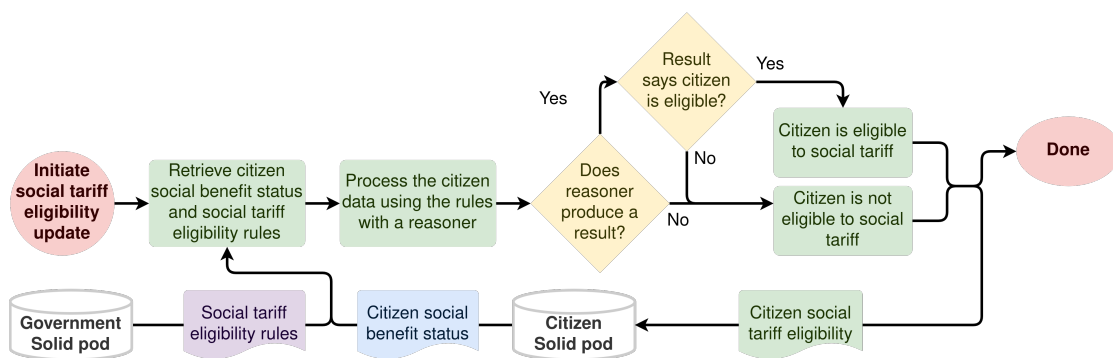 Initiate
social tariff
eligibility
update
Retrieve citizen
social benefit status
and social tariff
eligibility rules
Process the citizen
data using the rules
with a reasoner
Does
reasoner
produce a
result?
Yes
No
Result
says citizen
is eligible?
Yes
No
Citizen is eligible
to social tariff
Citizen is not
eligible to social
tariff
Done
Government
Solid pod
Social tariff
eligibility rules
Citizen social
benefit status
Citizen
Solid pod
Citizen social
tariff eligibility